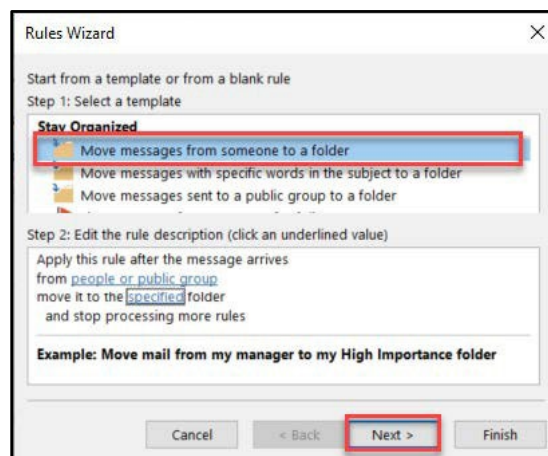 Rules Wizard
Start from a template or from a blank rule
Step 1: Select a template
Stay Organized
Move messages from someone to a folder
Move messages with specific words in the subject to a folder
Move messages sent to a public group to a folder
Step 2: Edit the rule description (click an underlined value)
Apply this rule after the message arrives
from people or public group
move it to the specified folder
and stop processing more rules
Example: Move mail from my manager to my High Importance folder
Cancel < Back Next > Finish